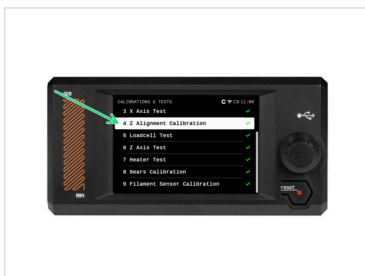 CALIBRATIONS & TESTS 11:09
3 X Axis Test
4 Z Alignment Calibration
5 Loadcell Test
6 Z Axis Test
7 Heater Test
8 Gears Calibration
9 Filament Sensor Calibration
reset